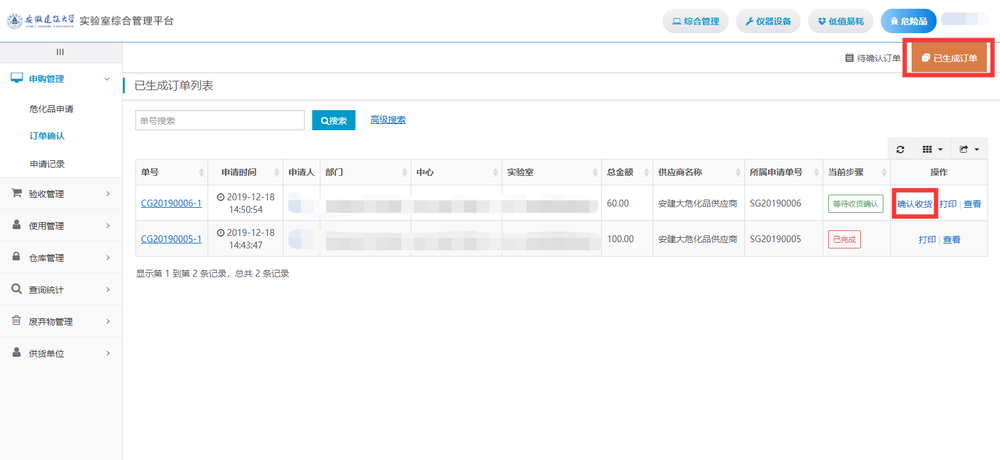 安徽建筑大学 实验室综合管理平台
ANHUI JIANZHU UNIVERSITY
综合管理
仪器设备
低值易耗
危险品
待确认订单
已生成订单
申购管理
危化品申请
订单确认
申请记录
验收管理
使用管理
仓库管理
查询统计
废弃物管理
供货单位
已生成订单列表
单号搜索
搜索
高级搜索
单号 申请时间 申请人 部门 中心 实验室 总金额 供应商名称 所属申请单号 当前步骤 操作
CG20190006-1 2019-12-18 14:50:54 60.00 安建大危化品供应商 SG20190006 等待收货确认 确认收货 打印 | 查看
CG20190005-1 2019-12-18 14:43:47 100.00 安建大危化品供应商 SG20190005 已完成 打印 | 查看
显示第 1 到第 2 条记录，总共 2 条记录